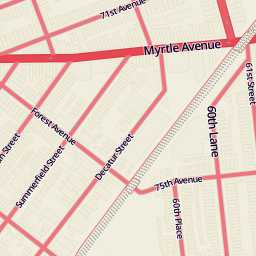 71st Avenue
Myrtle Avenue
61st Street
Forest Avenue
60th Lane
Summerfield Street
Decatur Street
75th Avenue
60th Place
Street